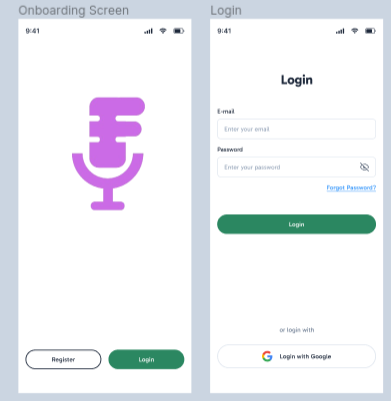 Onboarding Screen
9:41
Register
Login
Login
9:41
Login
E-mail
Enter your email
Password
Enter your password
Forgot Password?
Login
or login with
Login with Google